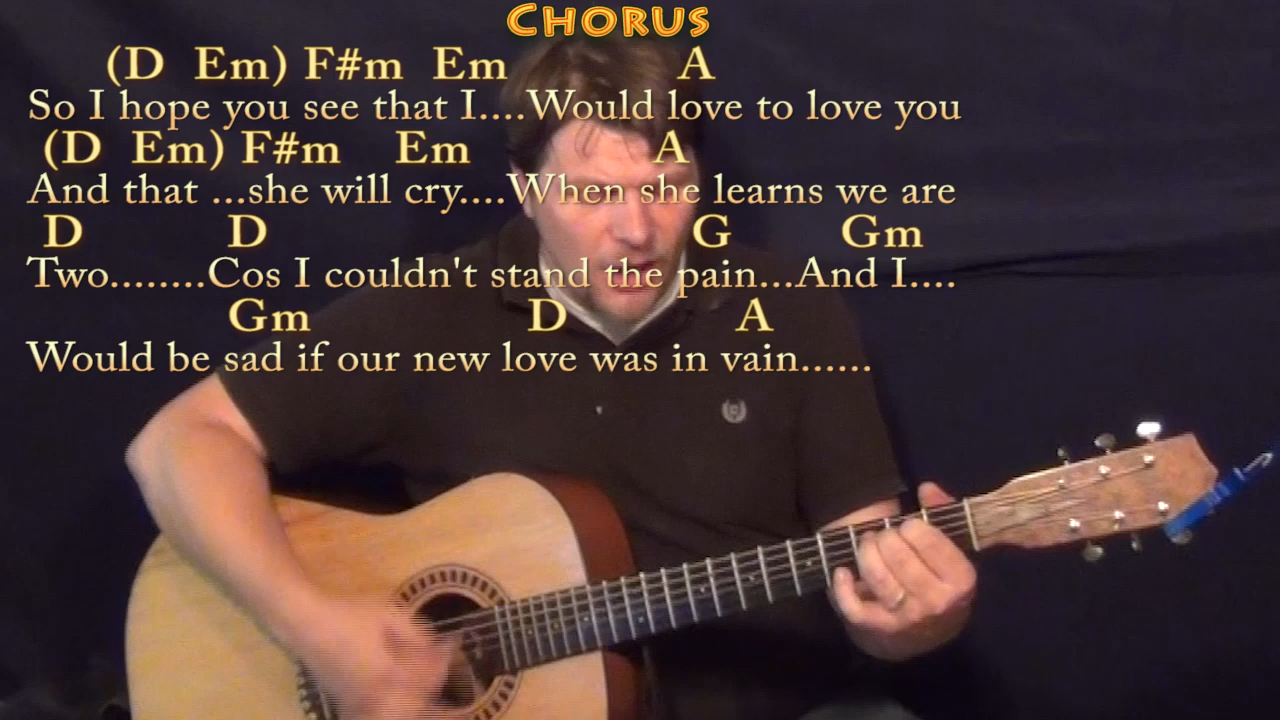 CHORUS
(D Em) F#m Em A
So I hope you see that I....Would love to love you
(D Em) F#m Em A
And that ...she will cry....When she learns we are
D D G Gm
Two........Cos I couldn't stand the pain...And I....
Gm D A
Would be sad if our new love was in vain......